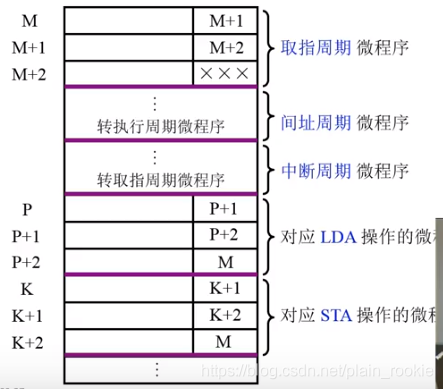 M M+1
M+1 M+2 取指周期 微程序
M+2 ×××
⋮
转执行周期微程序 间址周期 微程序
⋮
转取指周期微程序 中断周期 微程序
P P+1
P+1 P+2 对应 LDA 操作的微
P+2 M
K K+1
K+1 K+2 对应 STA 操作的微
K+2 M
⋮
https://blog.csdn.net/plain_rookie